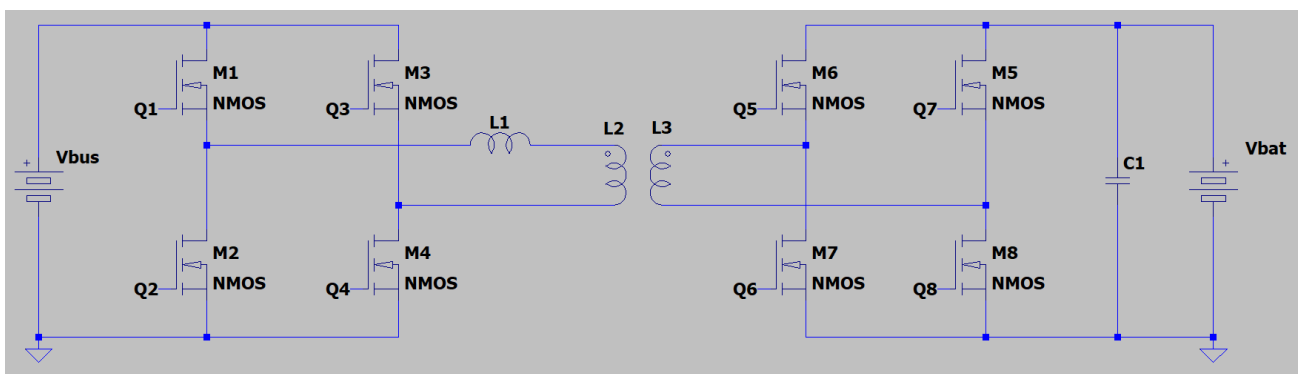 M1
NMOS
Q1
M3
NMOS
Q3
M6
NMOS
Q5
M5
NMOS
Q7
L1
L2
L3
+
Vbus
+
Vbat
C1
M2
NMOS
Q2
M4
NMOS
Q4
M7
NMOS
Q6
M8
NMOS
Q8